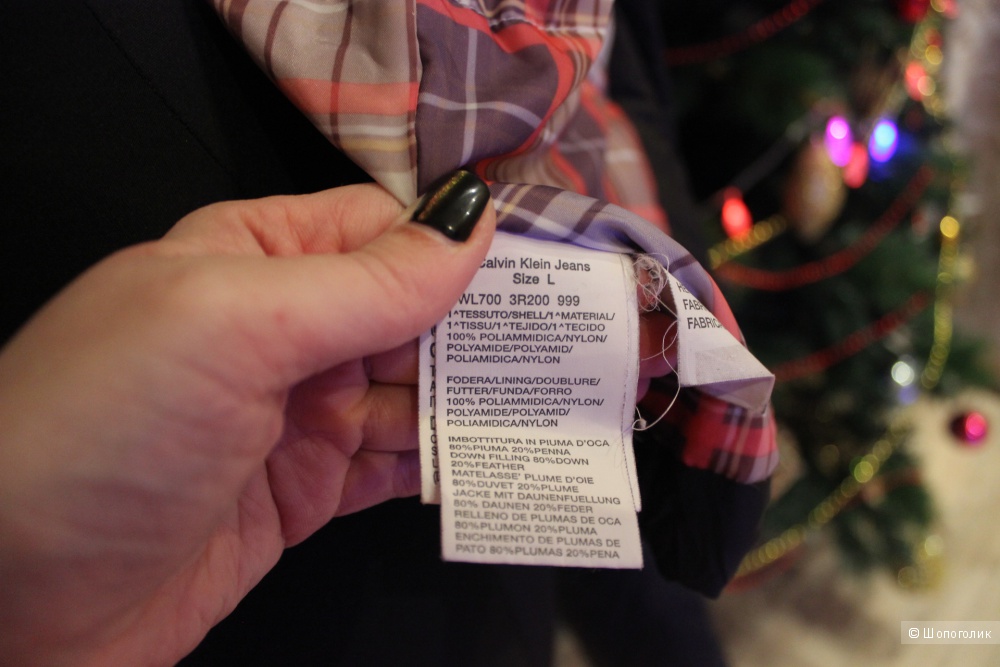 Calvin Klein Jeans
Size L
WL700 3R200 999
1^TESSUTO/SHELL/1^MATERIAL/
1^TISSU/1^TEJIDO/1^TECIDO
100% POLIAMMIDICA/NYLON/
POLYAMIDE/POLYAMID/
POLIAMIDICA/NYLON
FODERA/LINING/DOUBLURE/
FUTTER/FUNDA/FORRO
100% POLIAMMIDICA/NYLON/
POLYAMIDE/POLYAMID/
POLIAMIDICA/NYLON
IMBOTTITURA IN PIUMA D'OCA
80%PIUMA 20%PENNA
DOWN FILLING 80%DOWN
20%FEATHER
MATELASSE' PLUME D'OIE
80%DUVET 20%PLUME
JACKE MIT DAUNENFUELLUNG
80% DAUNEN 20%FEDER
RELLENO DE PLUMAS DE OCA
80%PLUMON 20%PLUMA
ENCHIMENTO DE PLUMAS DE
PATO 80%PLUMAS 20%PENA
FABRIC
© Шопоголик